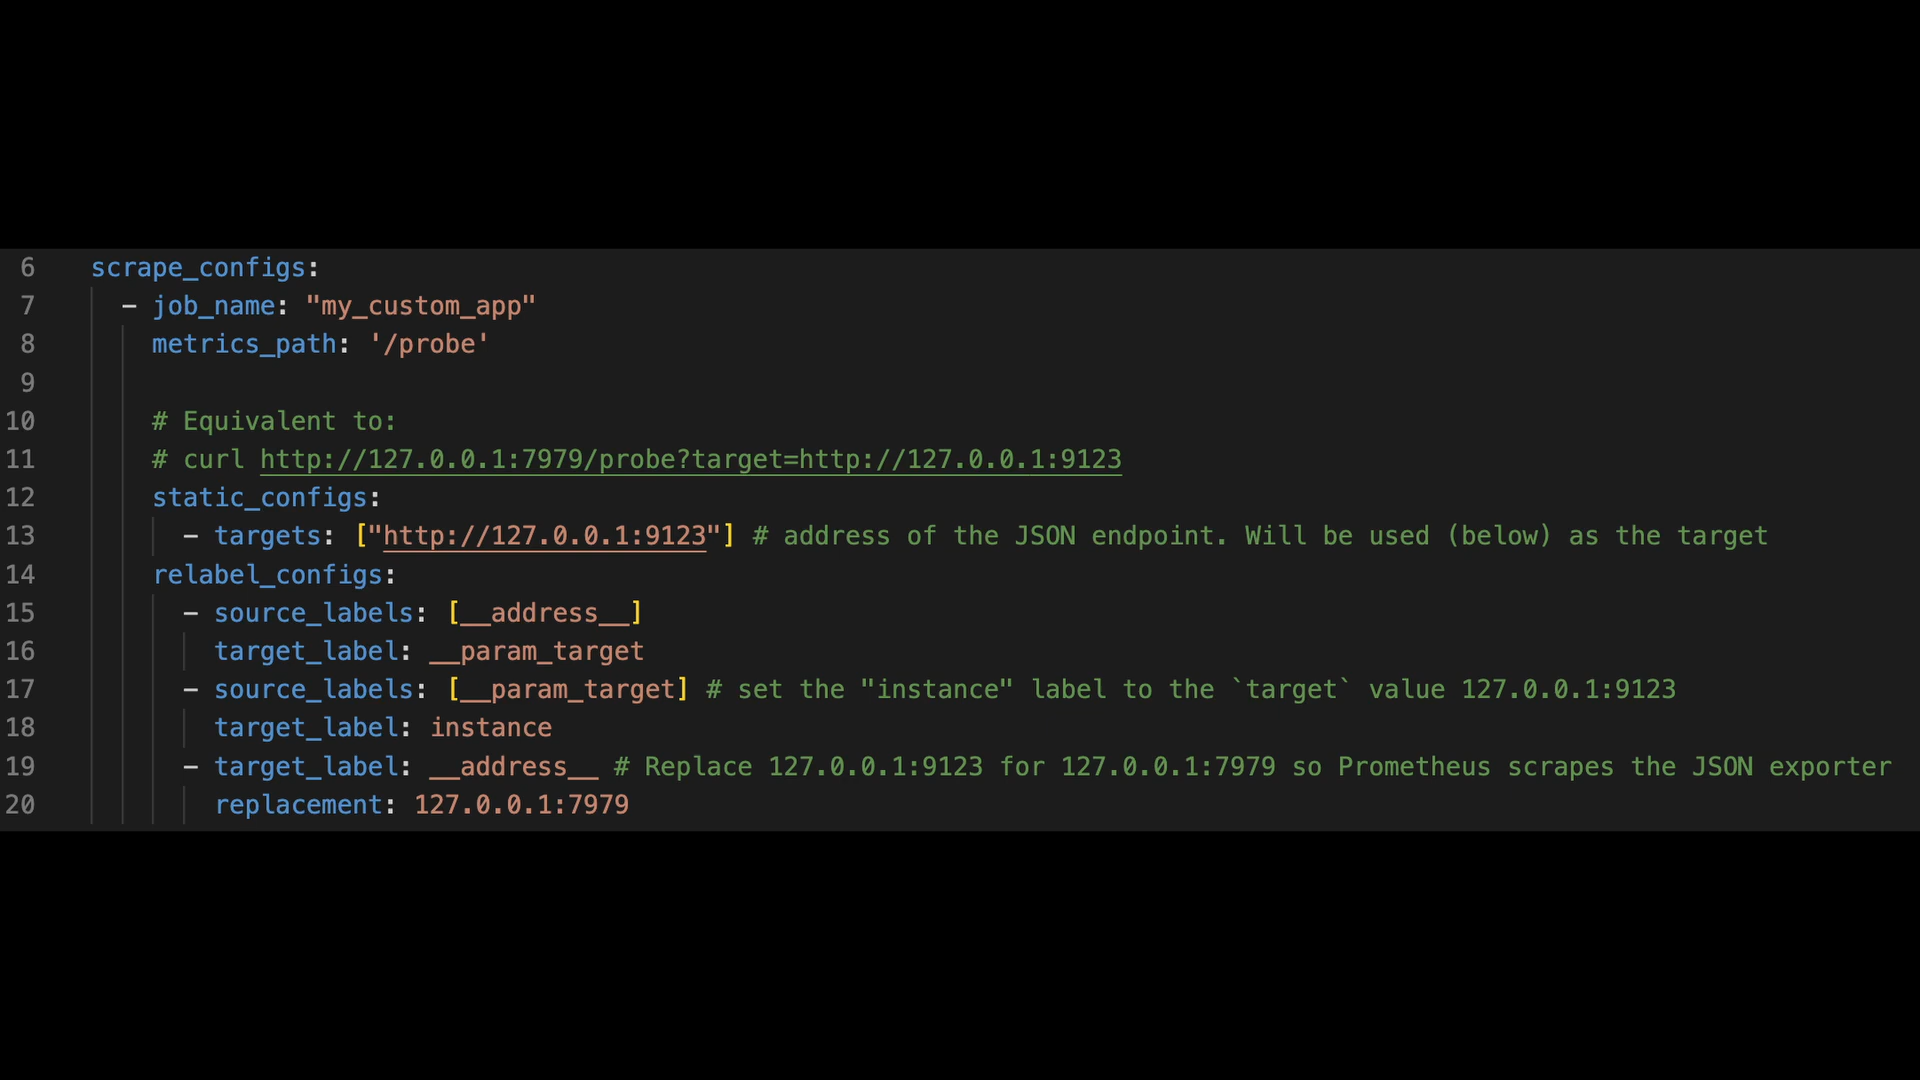 6 scrape_configs:
7 - job_name: "my_custom_app"
8 metrics_path: '/probe'
9
10 # Equivalent to:
11 # curl http://127.0.0.1:7979/probe?target=http://127.0.0.1:9123
12 static_configs:
13 - targets: ["http://127.0.0.1:9123"] # address of the JSON endpoint. Will be used (below) as the target
14 relabel_configs:
15 - source_labels: [__address__]
16 target_label: __param_target
17 - source_labels: [__param_target] # set the "instance" label to the `target` value 127.0.0.1:9123
18 target_label: instance
19 - target_label: __address__ # Replace 127.0.0.1:9123 for 127.0.0.1:7979 so Prometheus scrapes the JSON exporter
20 replacement: 127.0.0.1:7979